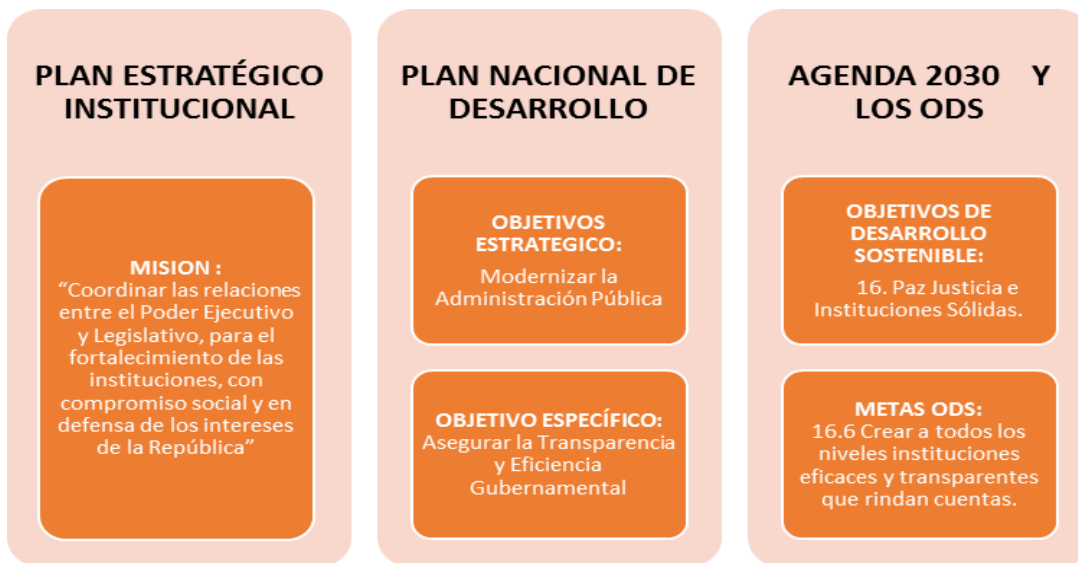 PLAN ESTRATÉGICO
INSTITUCIONAL
MISION :
“Coordinar las relaciones
entre el Poder Ejecutivo
y Legislativo, para el
fortalecimiento de las
instituciones, con
compromiso social y en
defensa de los intereses
de la República”
PLAN NACIONAL DE
DESARROLLO
OBJETIVOS
ESTRATEGICO:
Modernizar la
Administración Pública
OBJETIVO ESPECÍFICO:
Asegurar la Transparencia
y Eficiencia
Gubernamental
AGENDA 2030 Y
LOS ODS
OBJETIVOS DE
DESARROLLO
SOSTENIBLE:
16. Paz Justicia e
Instituciones Sólidas.
METAS ODS:
16.6 Crear a todos los
niveles instituciones
eficaces y transparentes
que rindan cuentas.